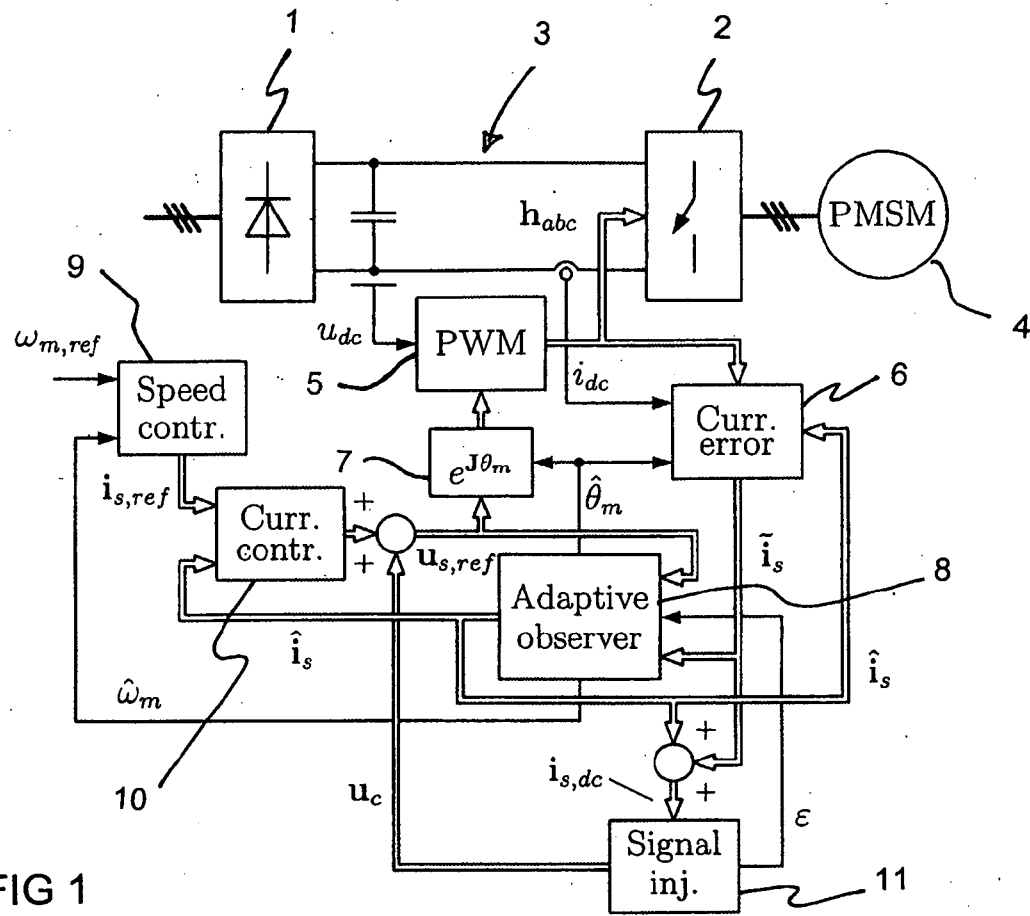 1
3
2
h_abc
PMSM
9
4
ω_m,ref
u_dc
PWM
5
i_dc
6
Speed
contr.
Curr.
error
7
e^Jθ_m
i_s,ref
θ̂_m
Curr.
contr.
+
+
u_s,ref
ĩ_s
8
Adaptive
observer
î_s
î_s
ω̂_m
+
10
u_c
i_s,dc
+
ε
Signal
inj.
11
FIG 1